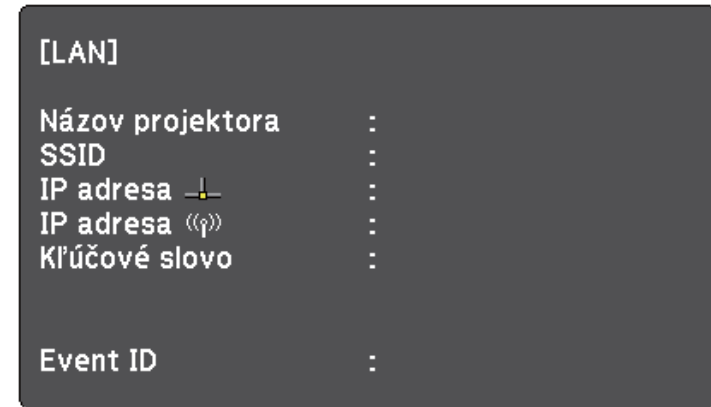 [LAN]
Názov projektora :
SSID :
IP adresa :
IP adresa :
Kľúčové slovo :
Event ID :